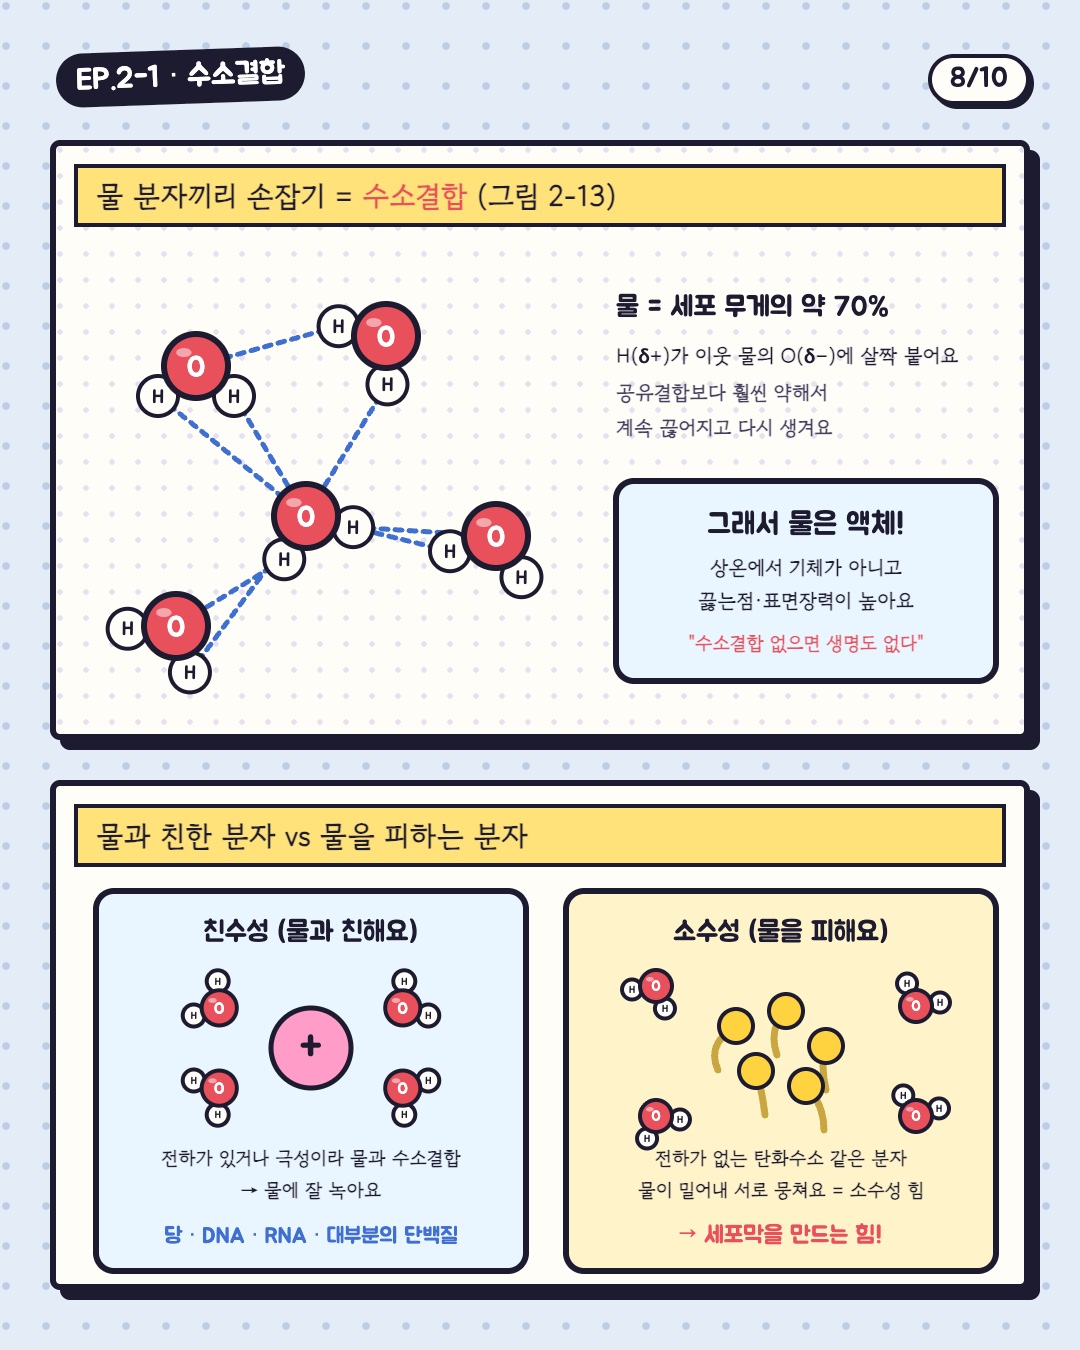 EP.2-1 · 수소결합
8/10
물 분자끼리 손잡기 = 수소결합 (그림 2-13)
H
O
O
H
H
H
O
H
O
H
H
H
H
O
H
물 = 세포 무게의 약 70%
H(δ+)가 이웃 물의 O(δ−)에 살짝 붙어요
공유결합보다 훨씬 약해서
계속 끊어지고 다시 생겨요
그래서 물은 액체!
상온에서 기체가 아니고
끓는점·표면장력이 높아요
"수소결합 없으면 생명도 없다"
물과 친한 분자 vs 물을 피하는 분자
친수성 (물과 친해요)
H
H
O
H
O
H
+
H
O
H
O
H
H
전하가 있거나 극성이라 물과 수소결합
→ 물에 잘 녹아요
당 · DNA · RNA · 대부분의 단백질
소수성 (물을 피해요)
H
O
H
H
O
H
O
H
H
H
O
H
전하가 없는 탄화수소 같은 분자
물이 밀어내 서로 뭉쳐요 = 소수성 힘
→ 세포막을 만드는 힘!